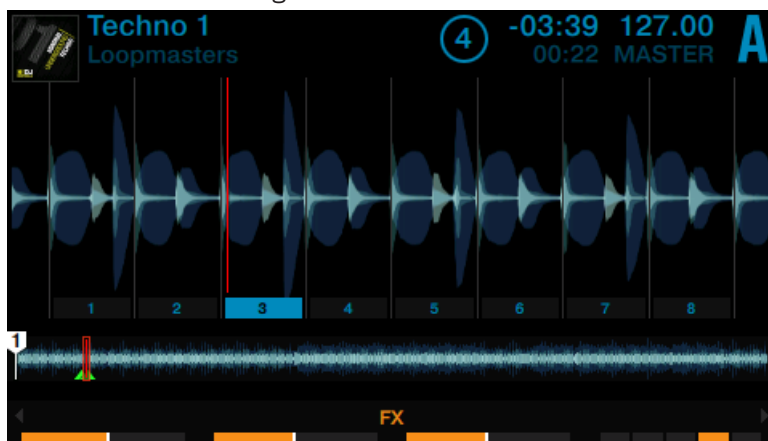 Techno 1
Loopmasters
4
-03:39 127.00
00:22 MASTER
A
1 2 3 4 5 6 7 8
1
FX